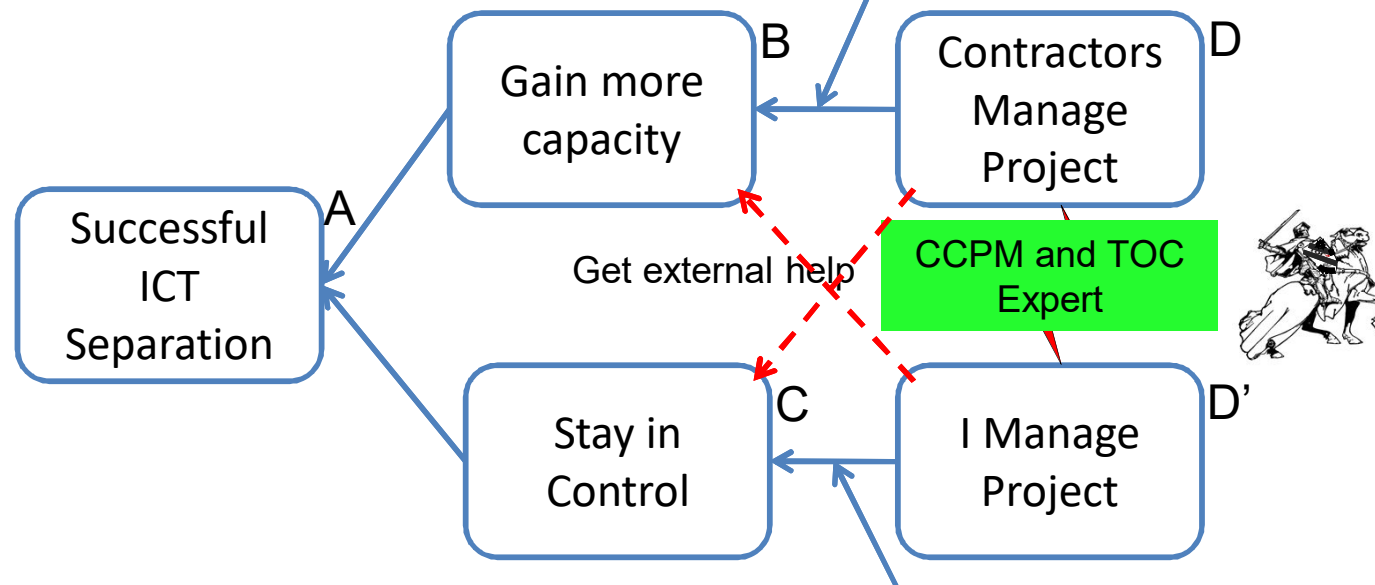 Gain more
capacity
B
Contractors
Manage
Project
D
Successful
ICT
Separation
A
Get external help
CCPM and TOC
Expert
Stay in
Control
C
I Manage
Project
D’